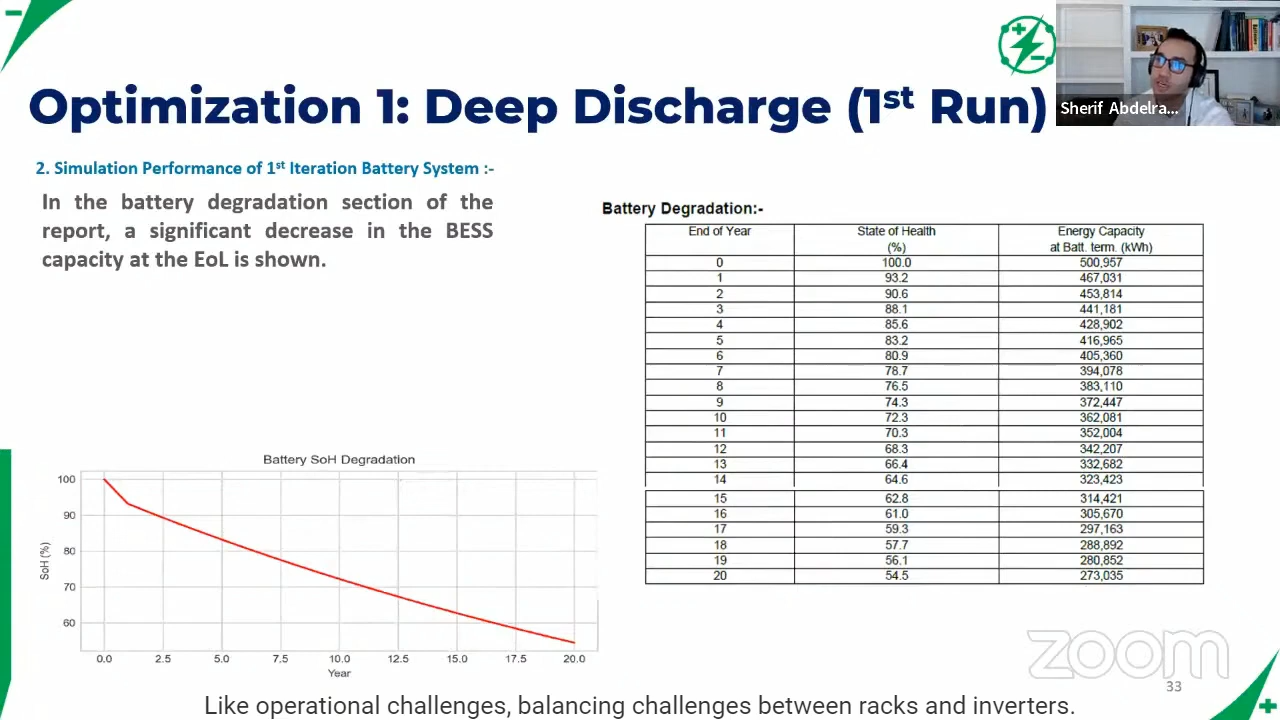 Optimization 1: Deep Discharge (1st Run)
Sherif Abdelra...
2. Simulation Performance of 1st Iteration Battery System :-
In the battery degradation section of the
report, a significant decrease in the BESS
capacity at the EoL is shown.
Battery Degradation:-
End of Year State of Health (%) Energy Capacity at Batt. term. (kWh)
0 100.0 500,957
1 93.2 467,031
2 90.6 453,814
3 88.1 441,181
4 85.6 428,902
5 83.2 416,965
6 80.9 405,360
7 78.7 394,078
8 76.5 383,110
9 74.3 372,447
10 72.3 362,081
11 70.3 352,004
12 68.3 342,207
13 66.4 332,682
14 64.6 323,423
15 62.8 314,421
16 61.0 305,670
17 59.3 297,163
18 57.7 288,892
19 56.1 280,852
20 54.5 273,035
Battery SoH Degradation
SoH (%)
100
90
80
70
60
0.0 2.5 5.0 7.5 10.0 12.5 15.0 17.5 20.0
Year
zoom
33
Like operational challenges, balancing challenges between racks and inverters.